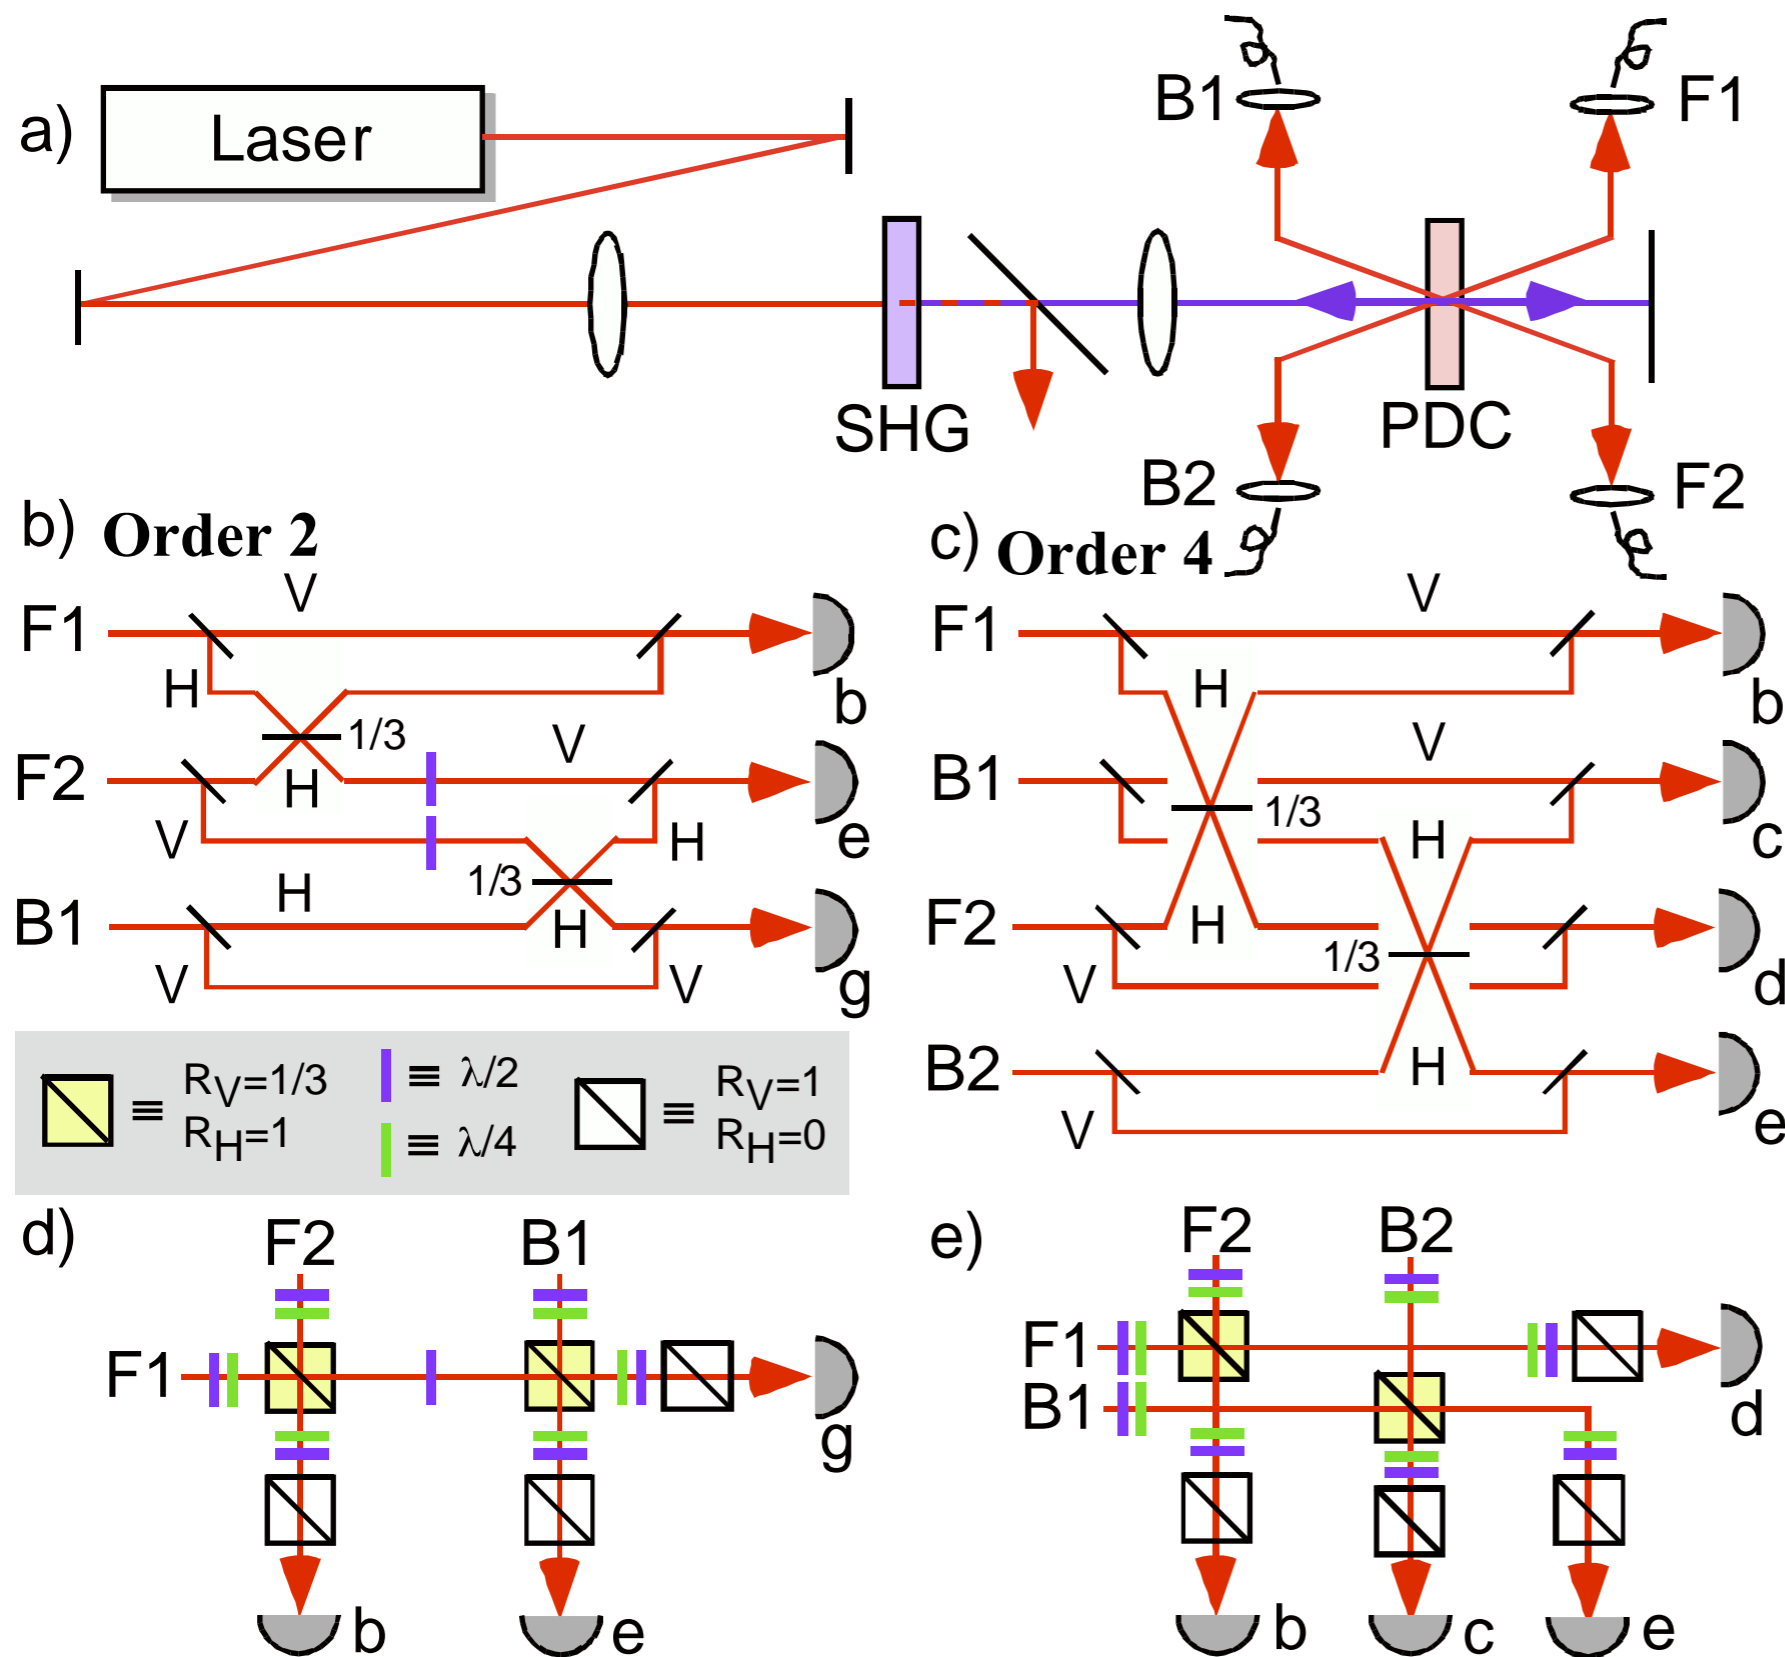 a)
Laser
B1
F1
SHG
PDC
B2
F2
b) Order 2
F1
V
H
1/3
b
F2
H
V
V
e
1/3
H
B1
H
H
V
V
g
c) Order 4
F1
V
H
b
B1
V
1/3
H
c
F2
H
V
1/3
d
B2
H
V
e
≡ RV=1/3
RH=1
≡ λ/2
≡ λ/4
≡ RV=1
RH=0
d)
F2
B1
F1
g
b
e
e)
F2
B2
F1
B1
d
b
c
e